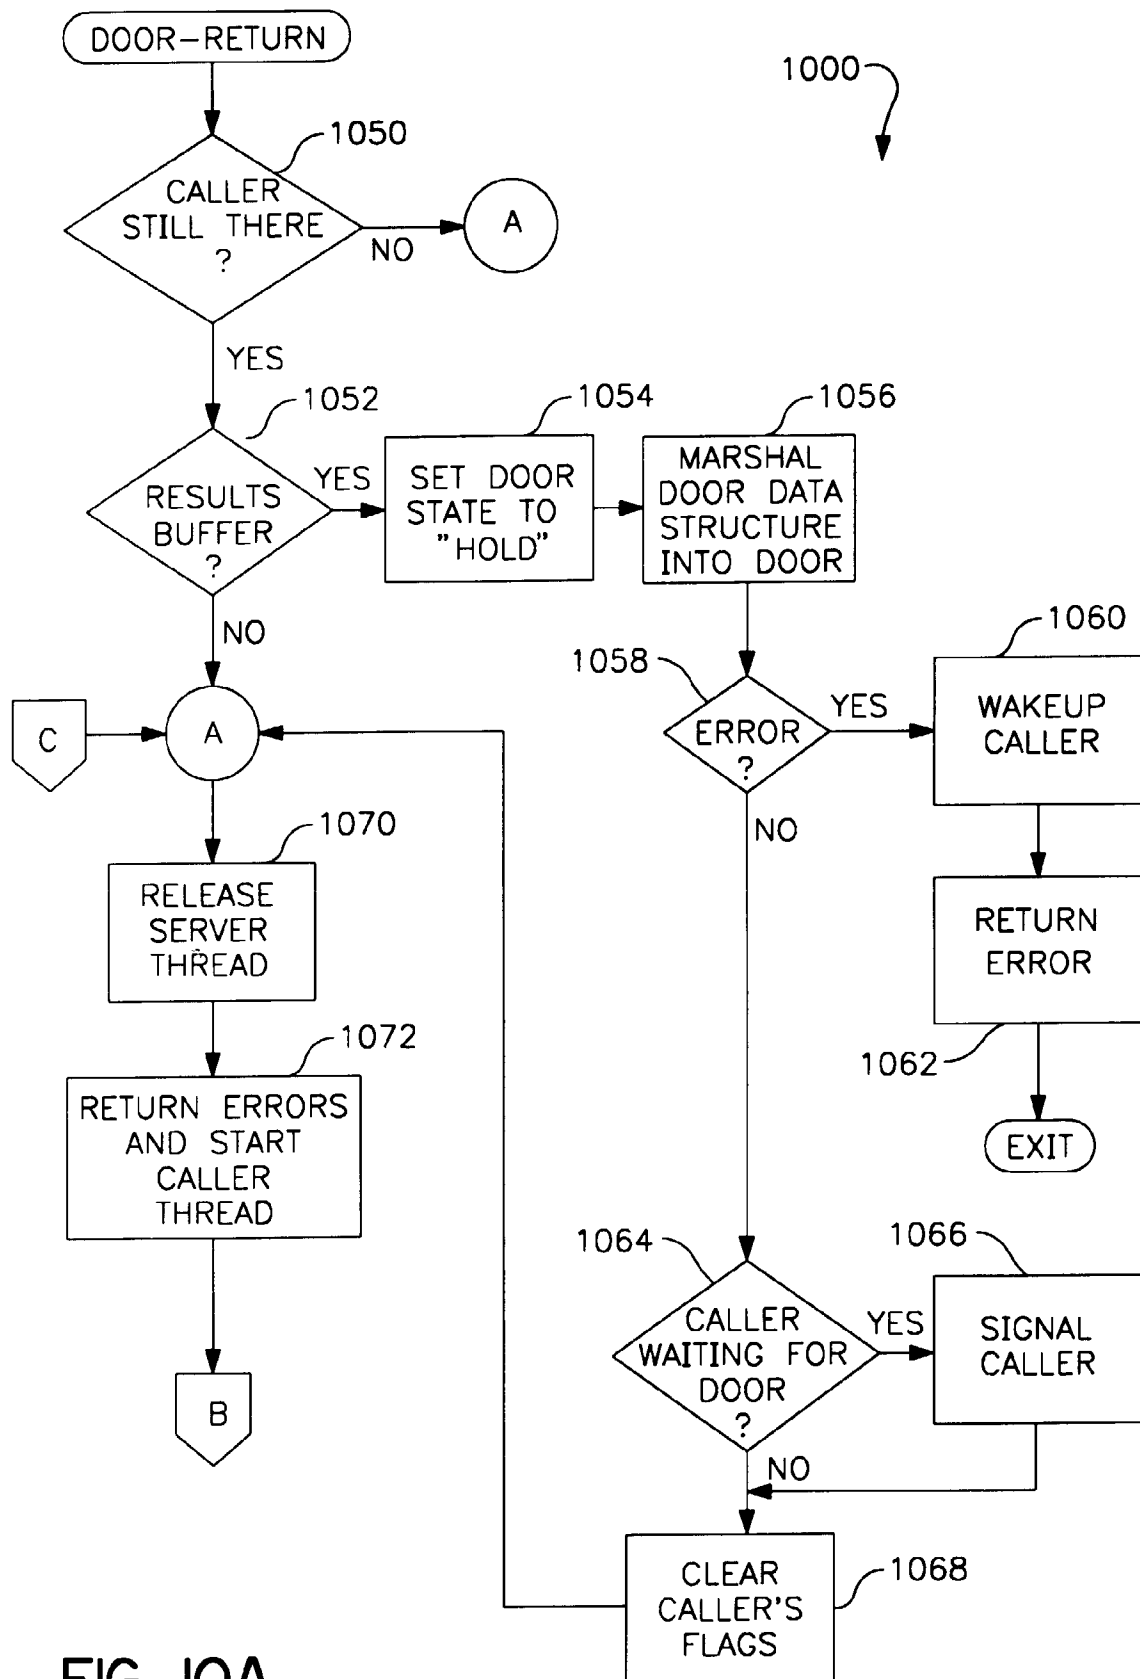 DOOR-RETURN
1000
1050
CALLER
STILL THERE
?
NO
A
YES
1052
RESULTS
BUFFER
?
YES
1054
SET DOOR
STATE TO
"HOLD"
1056
MARSHAL
DOOR DATA
STRUCTURE
INTO DOOR
NO
C
A
1058
ERROR
?
YES
1060
WAKEUP
CALLER
NO
1070
RELEASE
SERVER
THREAD
RETURN
ERROR
1062
EXIT
1072
RETURN ERRORS
AND START
CALLER
THREAD
B
1064
CALLER
WAITING FOR
DOOR
?
YES
1066
SIGNAL
CALLER
NO
1068
CLEAR
CALLER'S
FLAGS
FIG. 10A